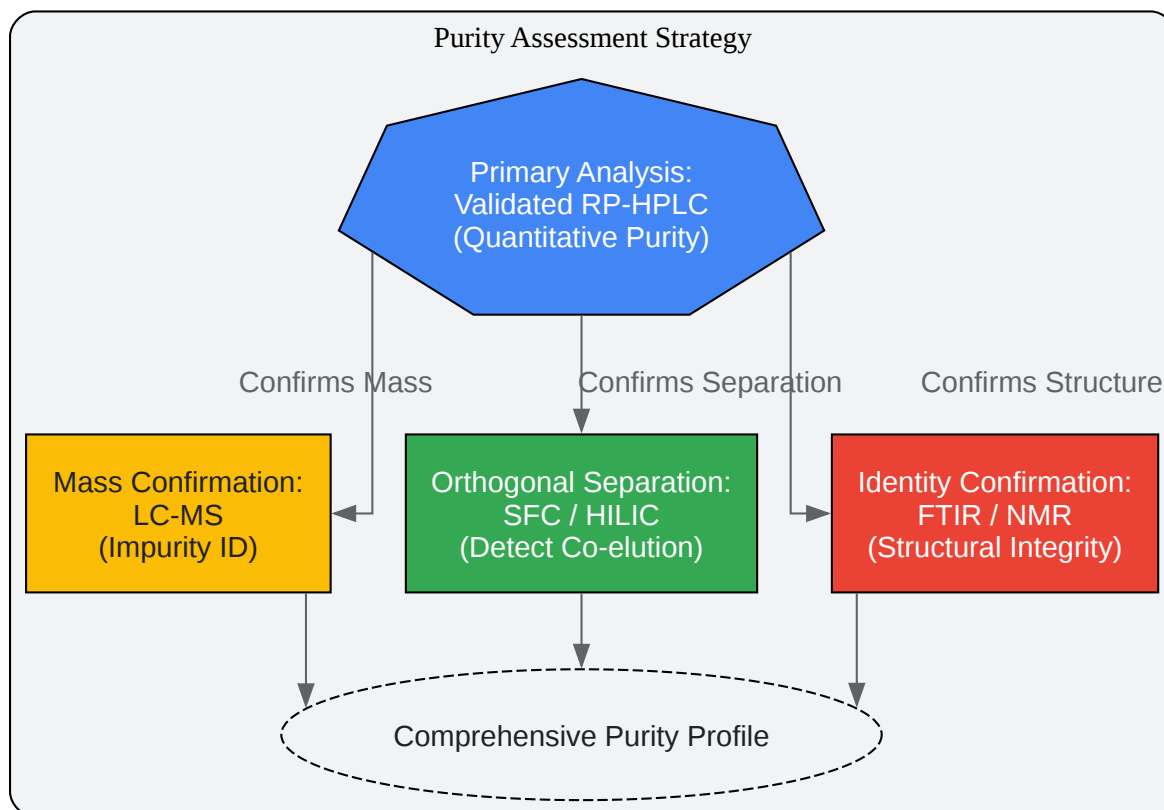 Purity Assessment Strategy
Primary Analysis:
Validated RP-HPLC
(Quantitative Purity)
Confirms Mass
Confirms Separation
Confirms Structure
Mass Confirmation:
LC-MS
(Impurity ID)
Orthogonal Separation:
SFC / HILIC
(Detect Co-elution)
Identity Confirmation:
FTIR / NMR
(Structural Integrity)
Comprehensive Purity Profile